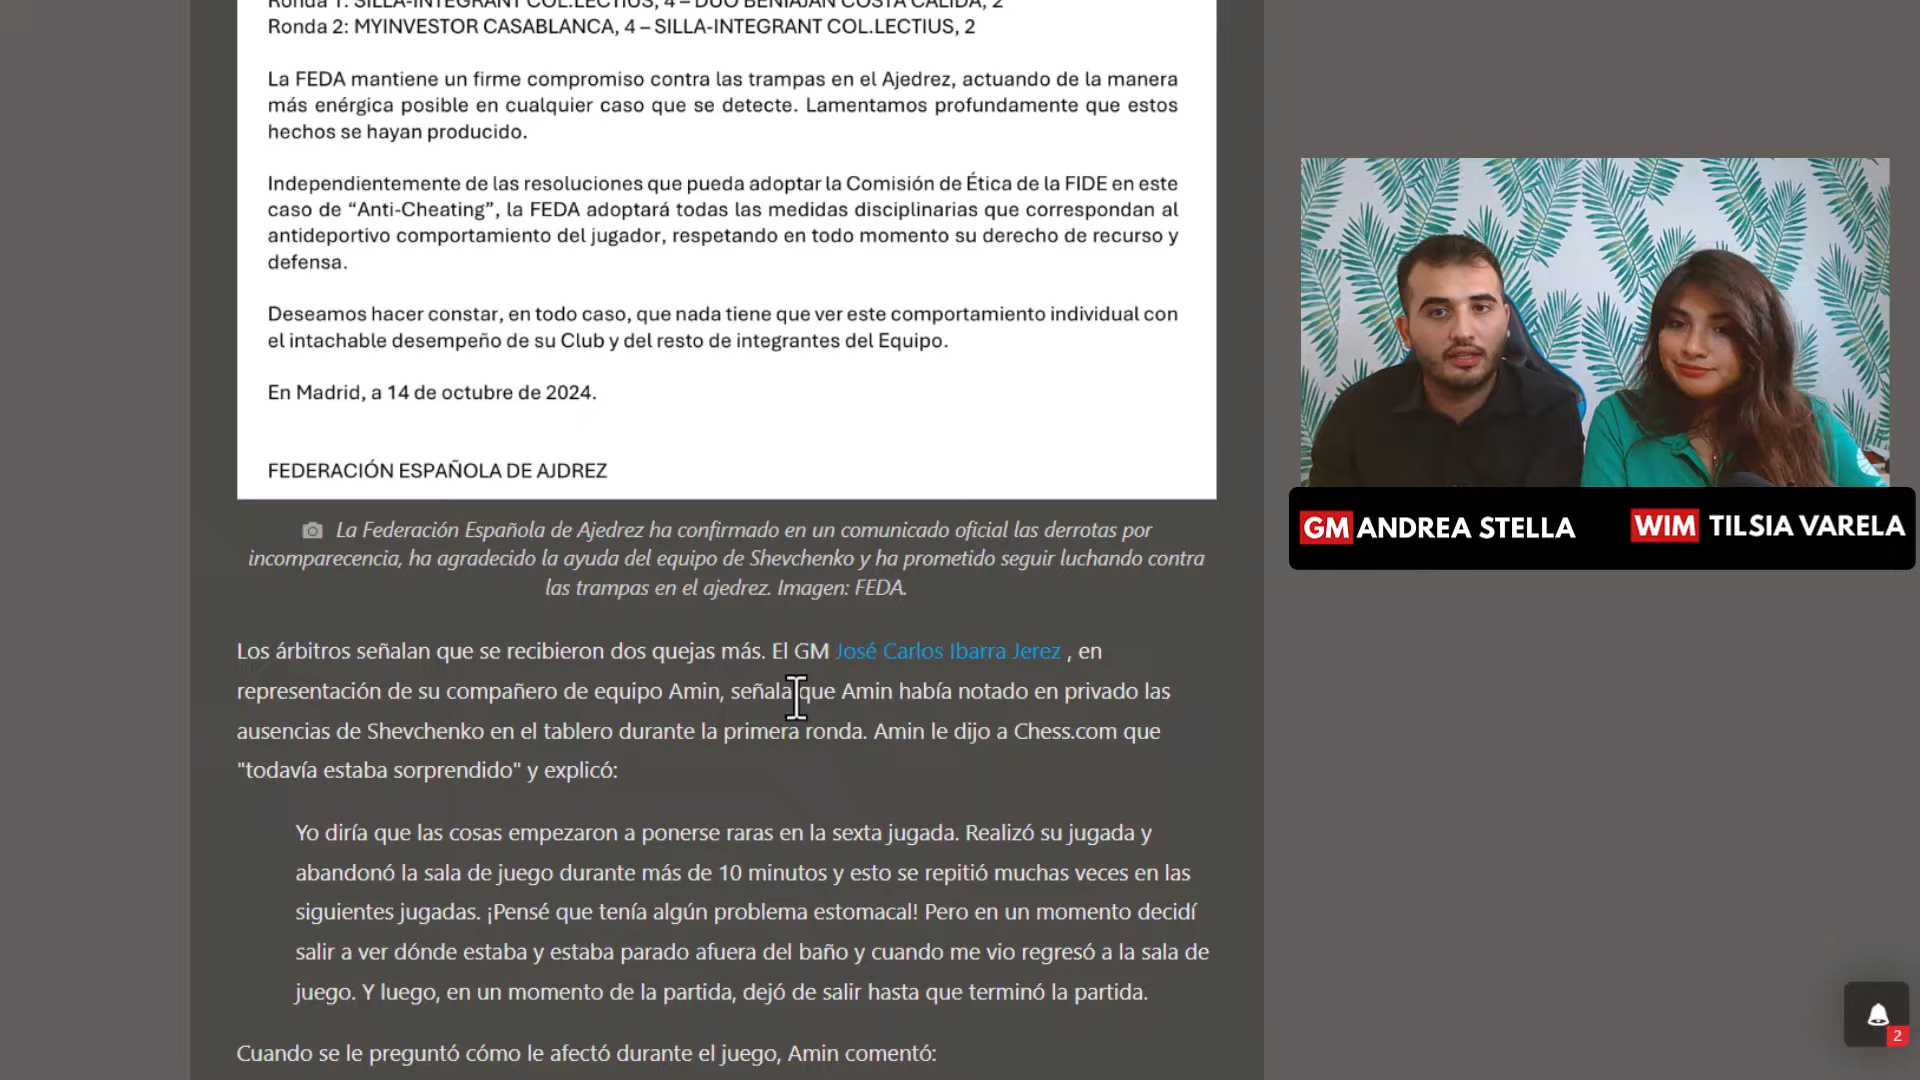 Ronda 1: SILLA-INTEGRANT COL.LECTIUS, 4 – DUO BENIAJAN COSTA CALIDA, 2
Ronda 2: MYINVESTOR CASABLANCA, 4 – SILLA-INTEGRANT COL.LECTIUS, 2
La FEDA mantiene un firme compromiso contra las trampas en el Ajedrez, actuando de la manera
más enérgica posible en cualquier caso que se detecte. Lamentamos profundamente que estos
hechos se hayan producido.
Independientemente de las resoluciones que pueda adoptar la Comisión de Ética de la FIDE en este
caso de “Anti-Cheating”, la FEDA adoptará todas las medidas disciplinarias que correspondan al
antideportivo comportamiento del jugador, respetando en todo momento su derecho de recurso y
defensa.
Deseamos hacer constar, en todo caso, que nada tiene que ver este comportamiento individual con
el intachable desempeño de su Club y del resto de integrantes del Equipo.
En Madrid, a 14 de octubre de 2024.
FEDERACIÓN ESPAÑOLA DE AJDREZ
La Federación Española de Ajedrez ha confirmado en un comunicado oficial las derrotas por
incomparecencia, ha agradecido la ayuda del equipo de Shevchenko y ha prometido seguir luchando contra
las trampas en el ajedrez. Imagen: FEDA.
Los árbitros señalan que se recibieron dos quejas más. El GM José Carlos Ibarra Jerez , en
representación de su compañero de equipo Amin, señala que Amin había notado en privado las
ausencias de Shevchenko en el tablero durante la primera ronda. Amin le dijo a Chess.com que
"todavía estaba sorprendido" y explicó:
Yo diría que las cosas empezaron a ponerse raras en la sexta jugada. Realizó su jugada y
abandonó la sala de juego durante más de 10 minutos y esto se repitió muchas veces en las
siguientes jugadas. ¡Pensé que tenía algún problema estomacal! Pero en un momento decidí
salir a ver dónde estaba y estaba parado afuera del baño y cuando me vio regresó a la sala de
juego. Y luego, en un momento de la partida, dejó de salir hasta que terminó la partida.
Cuando se le preguntó cómo le afectó durante el juego, Amin comentó:
GM ANDREA STELLA
WIM TILSIA VARELA
2